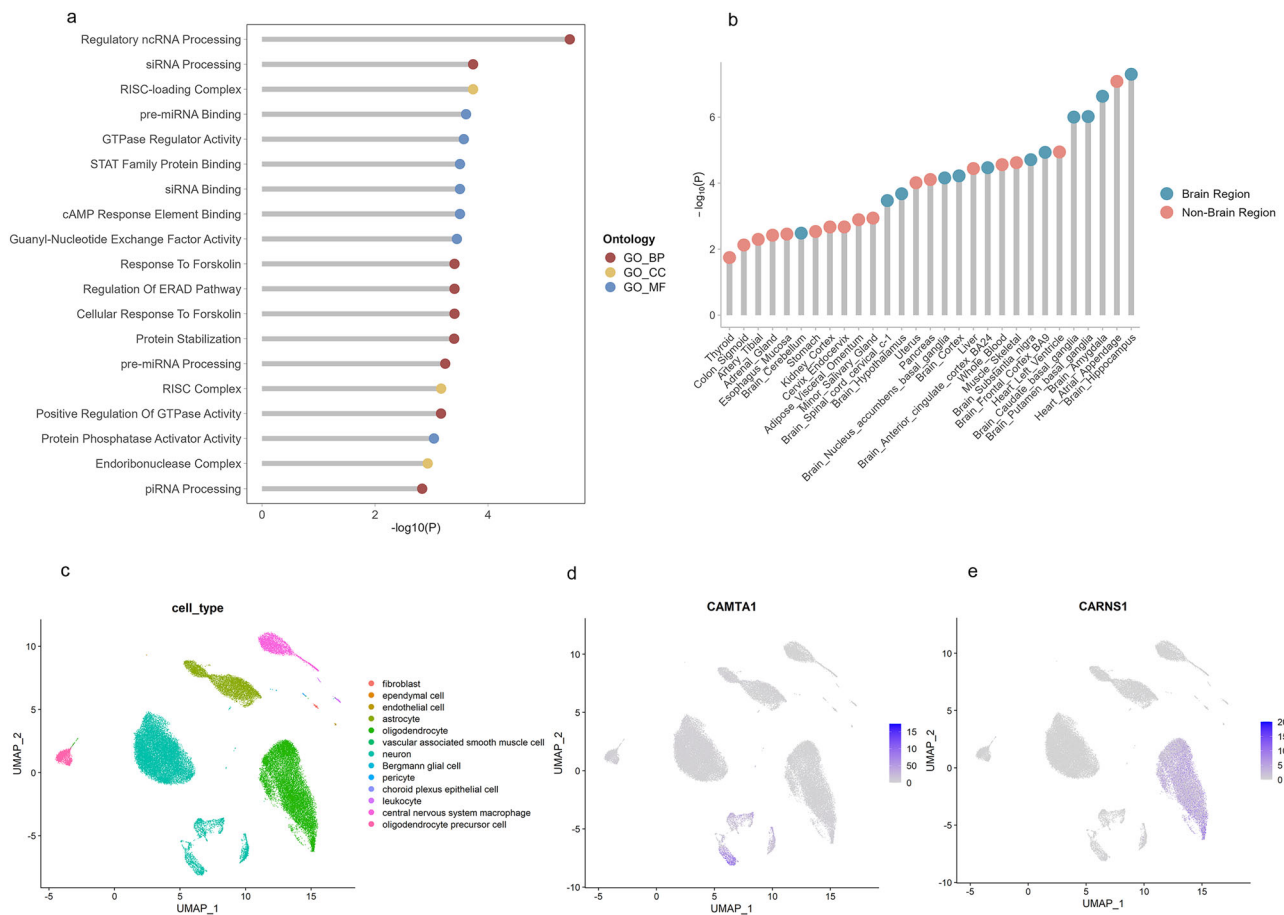 a
Regulatory ncRNA Processing
siRNA Processing
RISC-loading Complex
pre-miRNA Binding
GTPase Regulator Activity
STAT Family Protein Binding
siRNA Binding
cAMP Response Element Binding
Guanyl-Nucleotide Exchange Factor Activity
Response To Forskolin
Regulation Of ERAD Pathway
Cellular Response To Forskolin
Protein Stabilization
pre-miRNA Processing
RISC Complex
Positive Regulation Of GTPase Activity
Protein Phosphatase Activator Activity
Endoribonuclease Complex
piRNA Processing
0 2 4
-log10(P)
Ontology
GO_BP
GO_CC
GO_MF
b
− log10(P)
6
4
2
0
Thyroid
Colon_Sigmoid
Artery_Tibial
Adrenal_Gland
Esophagus_Mucosa
Brain_Cerebellum
Stomach
Kidney_Cortex
Cervix_Endocervix
Adipose_Visceral_Omentum
Minor_Salivary_Gland
Brain_Spinal_cord_cervical_c-1
Brain_Hypothalamus
Uterus
Pancreas
Brain_Nucleus_accumbens_basal_ganglia
Brain_Cortex
Liver
Brain_Anterior_cingulate_cortex_BA24
Whole_Blood
Muscle_Skeletal
Brain_Substantia_nigra
Brain_Frontal_Cortex_BA9
Heart_Left_Ventricle
Brain_Caudate_basal_ganglia
Brain_Putamen_basal_ganglia
Brain_Amygdala
Heart_Atrial_Appendage
Brain_Hippocampus
Brain Region
Non-Brain Region
c
cell_type
UMAP_2
10
5
0
-5
-5 0 5 10 15
UMAP_1
fibroblast
ependymal cell
endothelial cell
astrocyte
oligodendrocyte
vascular associated smooth muscle cell
neuron
Bergmann glial cell
pericyte
choroid plexus epithelial cell
leukocyte
central nervous system macrophage
oligodendrocyte precursor cell
d
CAMTA1
10
5
0
-5
-10
-5 0 5 10 15
UMAP_1
15
50
0
e
CARNS1
UMAP_2
10
5
0
-5
-10
-5 0 5 10 15
UMAP_1
20
15
10
5
0